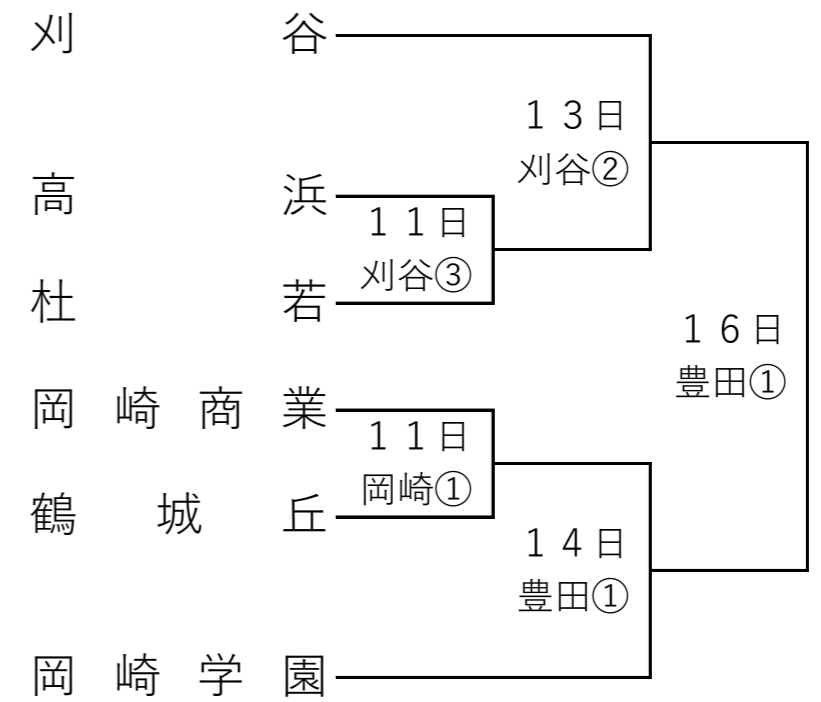 刈谷
１３日
刈谷②
高浜
１１日
刈谷③
杜若
１６日
豊田①
岡崎商業
１１日
岡崎①
鶴城丘
１４日
豊田①
岡崎学園